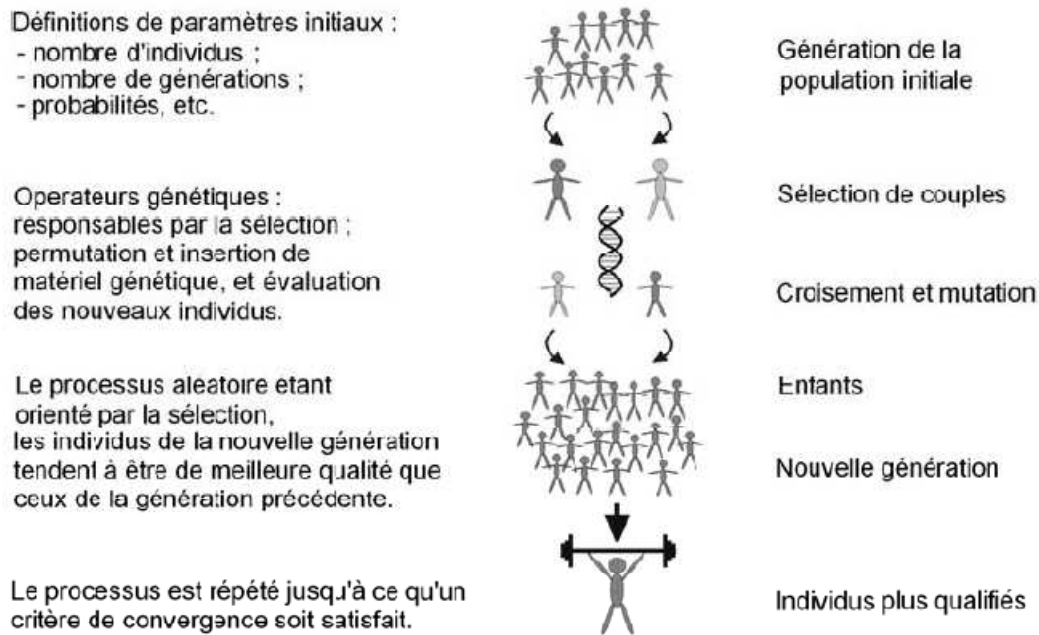 Définitions de paramètres initiaux :
- nombre d'individus ;
- nombre de générations ;
- probabilités, etc.
Génération de la
population initiale
Operateurs génétiques :
responsables par la sélection ;
permutation et insertion de
matériel génétique, et évaluation
des nouveaux individus.
Sélection de couples
Croisement et mutation
Le processus aléatoire etant
orienté par la sélection,
les individus de la nouvelle génération
tendent à être de meilleure qualité que
ceux de la génération précédente.
Enfants
Nouvelle génération
Le processus est répété jusqu'à ce qu'un
critère de convergence soit satisfait.
Individus plus qualifiés